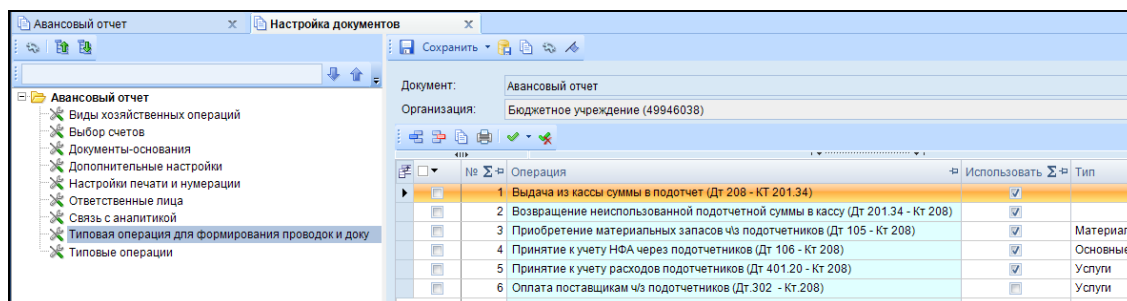 Авансовый отчет x Настройка документов x
Сохранить
Документ: Авансовый отчет
Организация: Бюджетное учреждение (49946038)
Авансовый отчет
Виды хозяйственных операций
Выбор счетов
Документы-основания
Дополнительные настройки
Настройки печати и нумерации
Ответственные лица
Связь с аналитикой
Типовая операция для формирования проводок и доку
Типовые операции
№ Σ Операция Использовать Σ Тип
1 Выдача из кассы суммы в подотчет (Дт 208 - КТ 201.34)
2 Возвращение неиспользованной подотчетной суммы в кассу (Дт 201.34 - Кт 208)
3 Приобретение материальных запасов ч\з подотчетников (Дт 105 - Кт 208) Материал
4 Принятие к учету НФА через подотчетников (Дт 106 - Кт 208) Основные
5 Принятие к учету расходов подотчетников (Дт 401.20 - Кт 208) Услуги
6 Оплата поставщикам ч/з подотчетников (Дт.302 - Кт.208) Услуги